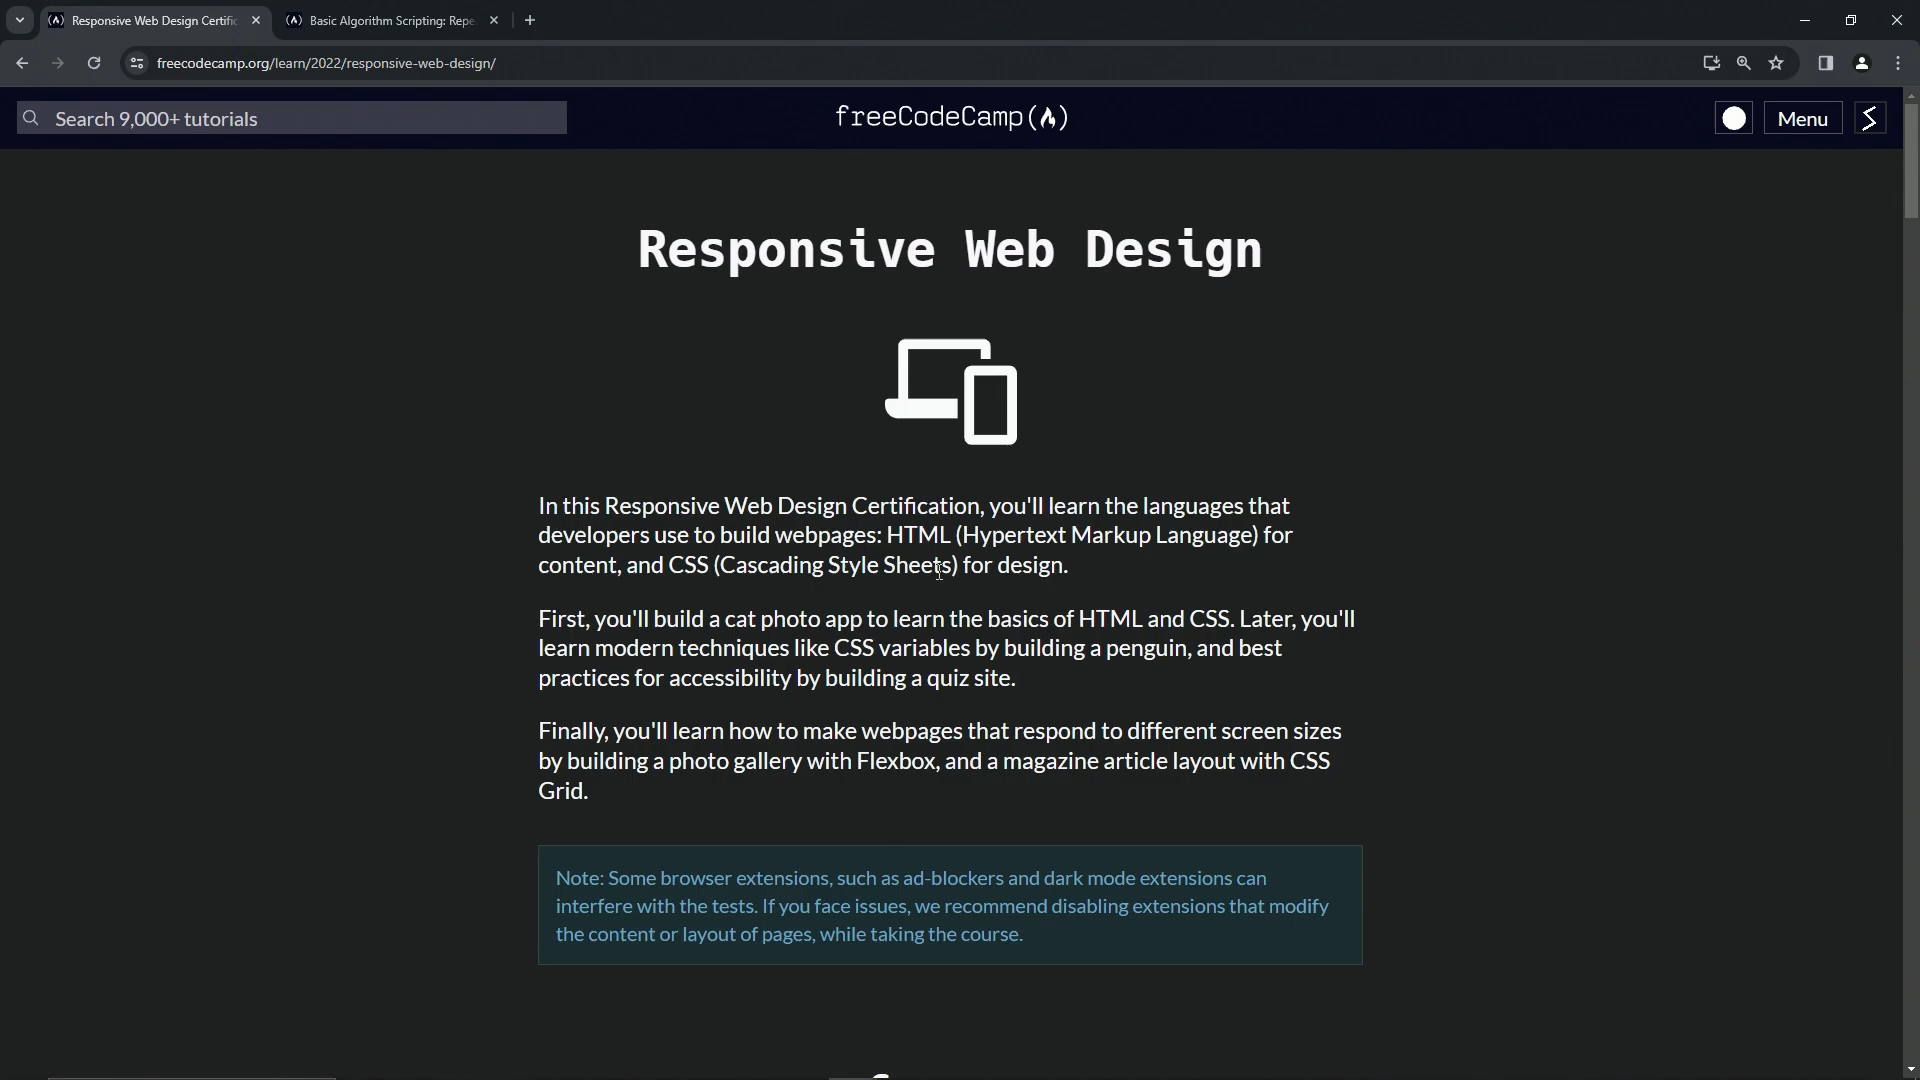 Responsive Web Design Certific
Basic Algorithm Scripting: Repe
freecodecamp.org/learn/2022/responsive-web-design/
Search 9,000+ tutorials
freeCodeCamp
Menu
Responsive Web Design
In this Responsive Web Design Certification, you'll learn the languages that
developers use to build webpages: HTML (Hypertext Markup Language) for
content, and CSS (Cascading Style Sheets) for design.
First, you'll build a cat photo app to learn the basics of HTML and CSS. Later, you'll
learn modern techniques like CSS variables by building a penguin, and best
practices for accessibility by building a quiz site.
Finally, you'll learn how to make webpages that respond to different screen sizes
by building a photo gallery with Flexbox, and a magazine article layout with CSS
Grid.
Note: Some browser extensions, such as ad-blockers and dark mode extensions can
interfere with the tests. If you face issues, we recommend disabling extensions that modify
the content or layout of pages, while taking the course.